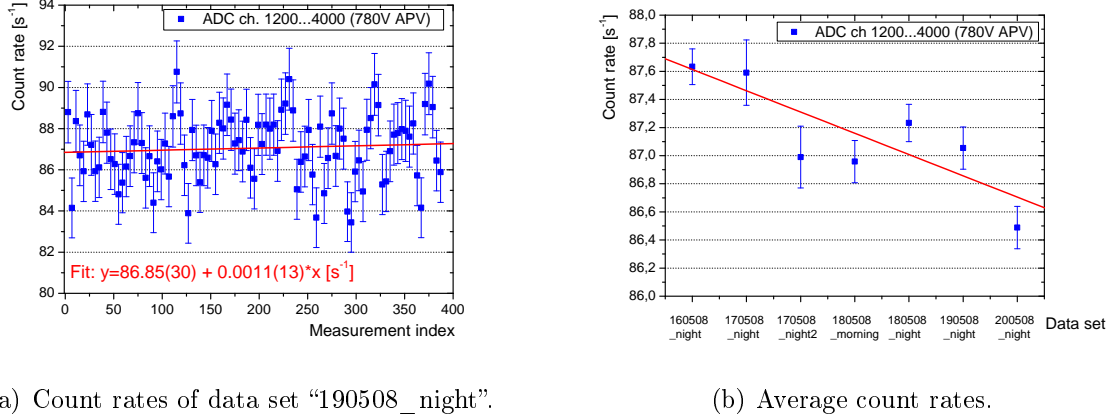 Count rate [s⁻¹]
94
92
90
88
86
84
82
80
ADC ch. 1200...4000 (780V APV)
Fit: y=86.85(30) + 0.0011(13)*x [s⁻¹]
0 50 100 150 200 250 300 350 400
Measurement index
Count rate [s⁻¹]
88,0
87,8
87,6
87,4
87,2
87,0
86,8
86,6
86,4
86,2
86,0
ADC ch 1200...4000 (780V APV)
160508 170508 170508 180508 180508 190508 200508
_night _night _night2 _morning _night _night _night
Data set
a) Count rates of data set “190508_night”.
(b) Average count rates.